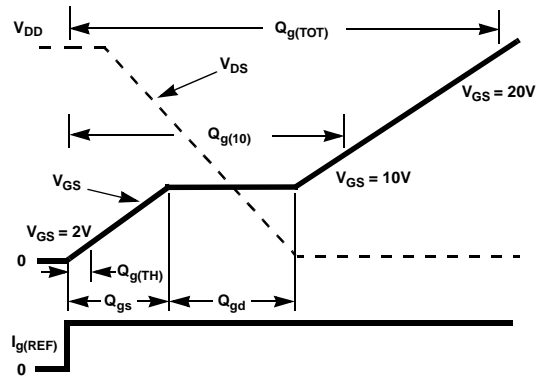 VDD
Qg(TOT)
VDS
VGS = 20V
Qg(10)
VGS
VGS = 10V
VGS = 2V
0
Qg(TH)
Qgs
Qgd
Ig(REF)
0